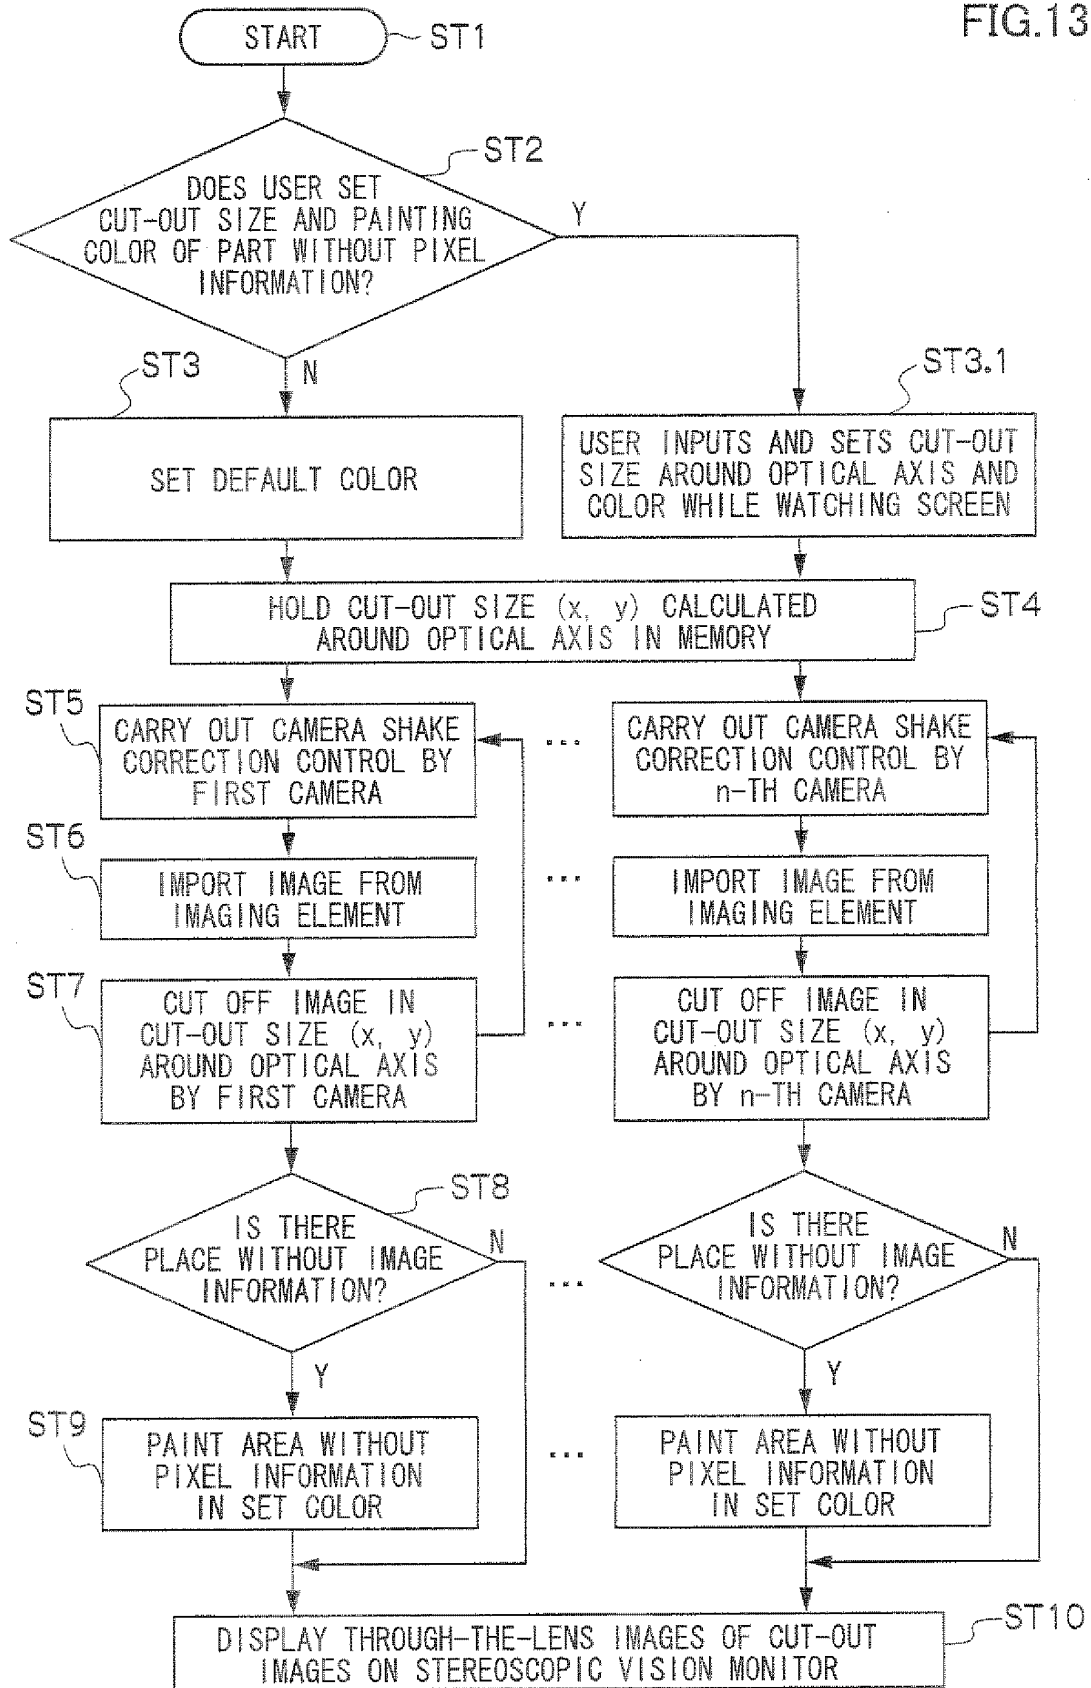 FIG.13
START
ST1
ST2
DOES USER SET
CUT-OUT SIZE AND PAINTING
COLOR OF PART WITHOUT PIXEL
INFORMATION?
Y
N
ST3
SET DEFAULT COLOR
ST3.1
USER INPUTS AND SETS CUT-OUT
SIZE AROUND OPTICAL AXIS AND
COLOR WHILE WATCHING SCREEN
HOLD CUT-OUT SIZE (x, y) CALCULATED
AROUND OPTICAL AXIS IN MEMORY
ST4
ST5
CARRY OUT CAMERA SHAKE
CORRECTION CONTROL BY
FIRST CAMERA
...
CARRY OUT CAMERA SHAKE
CORRECTION CONTROL BY
n-TH CAMERA
ST6
IMPORT IMAGE FROM
IMAGING ELEMENT
...
IMPORT IMAGE FROM
IMAGING ELEMENT
ST7
CUT OFF IMAGE IN
CUT-OUT SIZE (x, y)
AROUND OPTICAL AXIS
BY FIRST CAMERA
...
CUT OFF IMAGE IN
CUT-OUT SIZE (x, y)
AROUND OPTICAL AXIS
BY n-TH CAMERA
ST8
IS THERE
PLACE WITHOUT IMAGE
INFORMATION?
N
Y
...
IS THERE
PLACE WITHOUT IMAGE
INFORMATION?
N
Y
ST9
PAINT AREA WITHOUT
PIXEL INFORMATION
IN SET COLOR
...
PAINT AREA WITHOUT
PIXEL INFORMATION
IN SET COLOR
DISPLAY THROUGH-THE-LENS IMAGES OF CUT-OUT
IMAGES ON STEREOSCOPIC VISION MONITOR
ST10